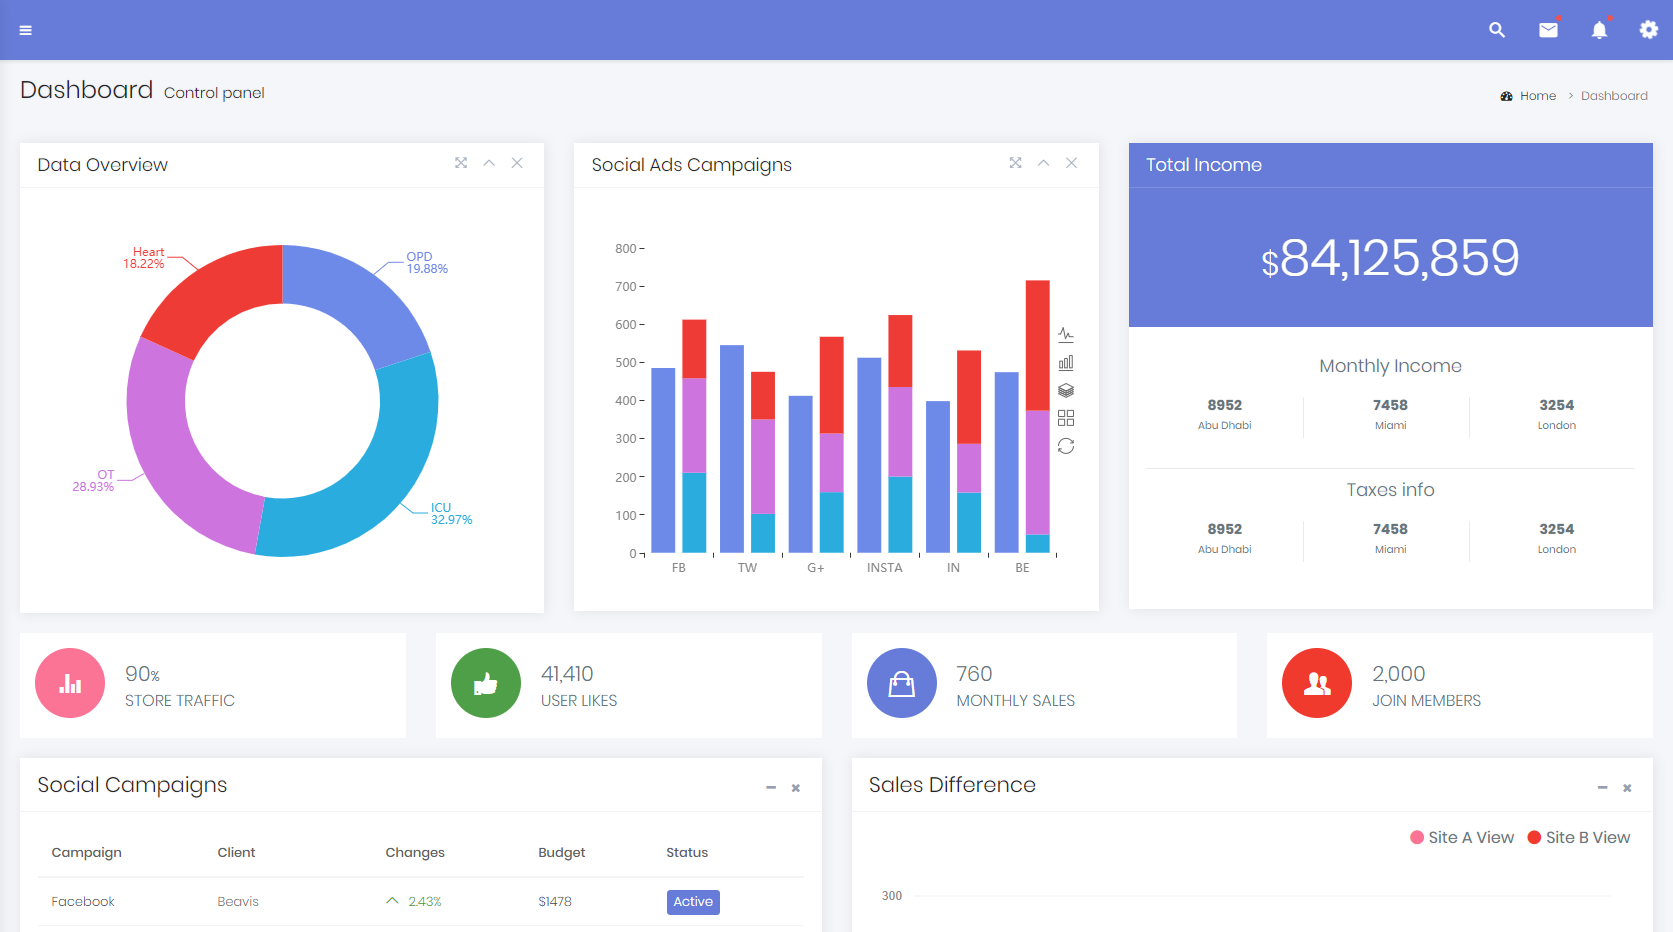 Dashboard Control panel
Home > Dashboard
Data Overview
Heart
18.22%
OPD
19.88%
OT
28.93%
ICU
32.97%
Social Ads Campaigns
800
700
600
500
400
300
200
100
0
FB TW G+ INSTA IN BE
Total Income
$84,125,859
Monthly Income
8952 7458 3254
Abu Dhabi Miami London
Taxes info
8952 7458 3254
Abu Dhabi Miami London
90%
STORE TRAFFIC
41,410
USER LIKES
760
MONTHLY SALES
2,000
JOIN MEMBERS
Social Campaigns
Campaign Client Changes Budget Status
Facebook Beavis 2.43% $1478 Active
Sales Difference
Site A View Site B View
300